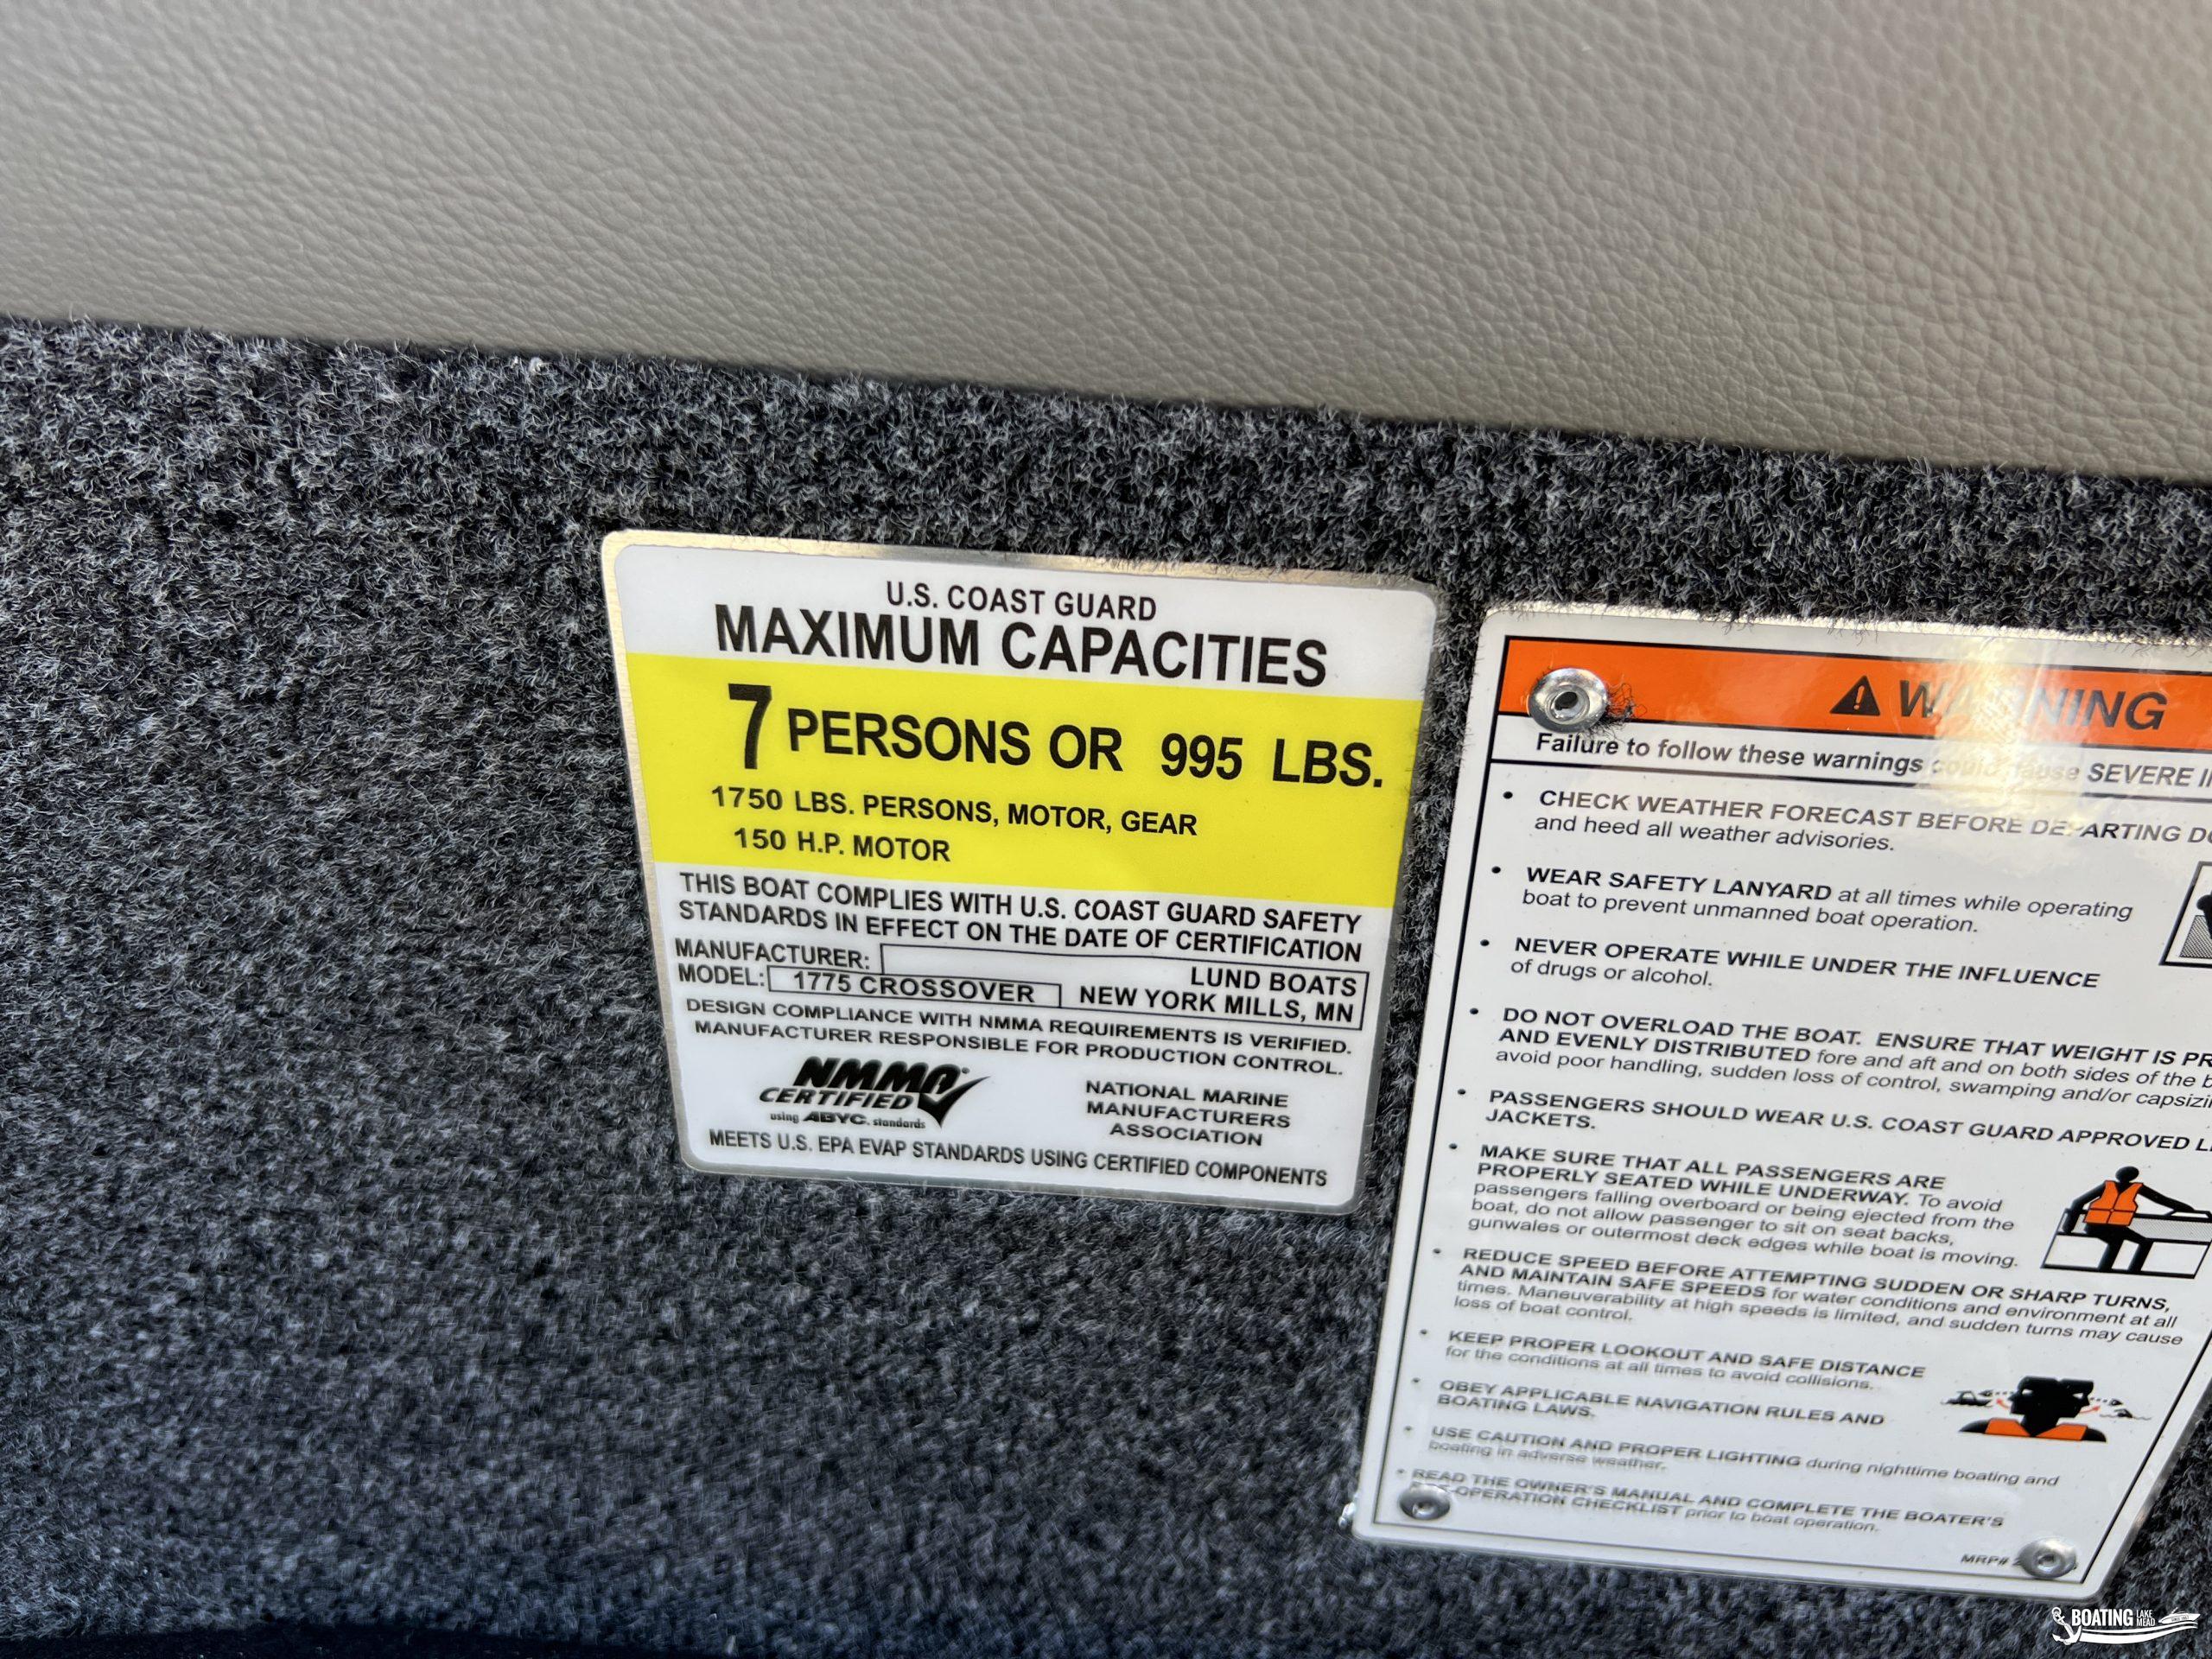 U.S. COAST GUARD
MAXIMUM CAPACITIES
7 PERSONS OR 995 LBS.
1750 LBS. PERSONS, MOTOR, GEAR
150 H.P. MOTOR
THIS BOAT COMPLIES WITH U.S. COAST GUARD SAFETY
STANDARDS IN EFFECT ON THE DATE OF CERTIFICATION
MANUFACTURER: LUND BOATS
MODEL: 1775 CROSSOVER NEW YORK MILLS, MN
DESIGN COMPLIANCE WITH NMMA REQUIREMENTS IS VERIFIED.
MANUFACTURER RESPONSIBLE FOR PRODUCTION CONTROL.
NMMA
CERTIFIED
using ABYC standards
NATIONAL MARINE
MANUFACTURERS
ASSOCIATION
MEETS U.S. EPA EVAP STANDARDS USING CERTIFIED COMPONENTS
WARNING
Failure to follow these warnings could cause SEVERE
• CHECK WEATHER FORECAST BEFORE DEPARTING
and heed all weather advisories.
• WEAR SAFETY LANYARD at all times while operating
boat to prevent unmanned boat operation.
• NEVER OPERATE WHILE UNDER THE INFLUENCE
of drugs or alcohol.
• DO NOT OVERLOAD THE BOAT. ENSURE THAT WEIGHT IS
AND EVENLY DISTRIBUTED fore and aft and on both sides of the
avoid poor handling, sudden loss of control, swamping and/or
• PASSENGERS SHOULD WEAR U.S. COAST GUARD APPROVED
JACKETS.
• MAKE SURE THAT ALL PASSENGERS ARE
PROPERLY SEATED WHILE UNDERWAY. To avoid
passengers falling overboard or being ejected from the
boat, do not allow passenger to sit on seat backs,
gunwales or outermost deck edges while boat is moving.
• REDUCE SPEED BEFORE ATTEMPTING SUDDEN OR SHARP TURNS,
AND MAINTAIN SAFE SPEEDS for water conditions and environment at all
times. Maneuverability at high speeds is limited, and sudden turns may cause
loss of boat control.
• KEEP PROPER LOOKOUT AND SAFE DISTANCE
for the conditions at all times to avoid collisions.
• OBEY APPLICABLE NAVIGATION RULES AND
BOATING LAWS.
• USE CAUTION AND PROPER LIGHTING during nighttime boating and
boating in adverse weather.
• READ THE OWNER'S MANUAL AND COMPLETE THE BOATER'S
PRE-OPERATION CHECKLIST prior to boat operation.
MRP#
BOATING LAKE MEAD